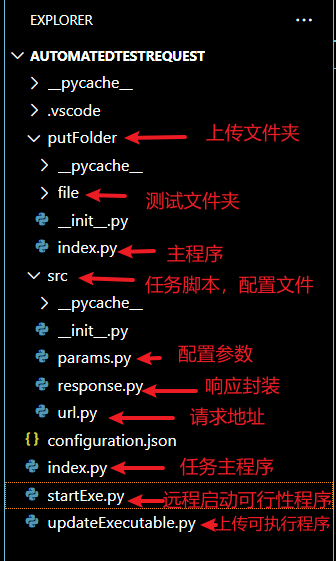 EXPLORER
AUTOMATEDTESTREQUEST
__pycache__
.vscode
putFolder 上传文件夹
__pycache__
file 测试文件夹
__init__.py
index.py 主程序
src 任务脚本，配置文件
__pycache__
__init__.py
params.py 配置参数
response.py 响应封装
url.py 请求地址
{} configuration.json
index.py 任务主程序
startExe.py 远程启动可行性程序
updateExecutable.py 上传可执行程序